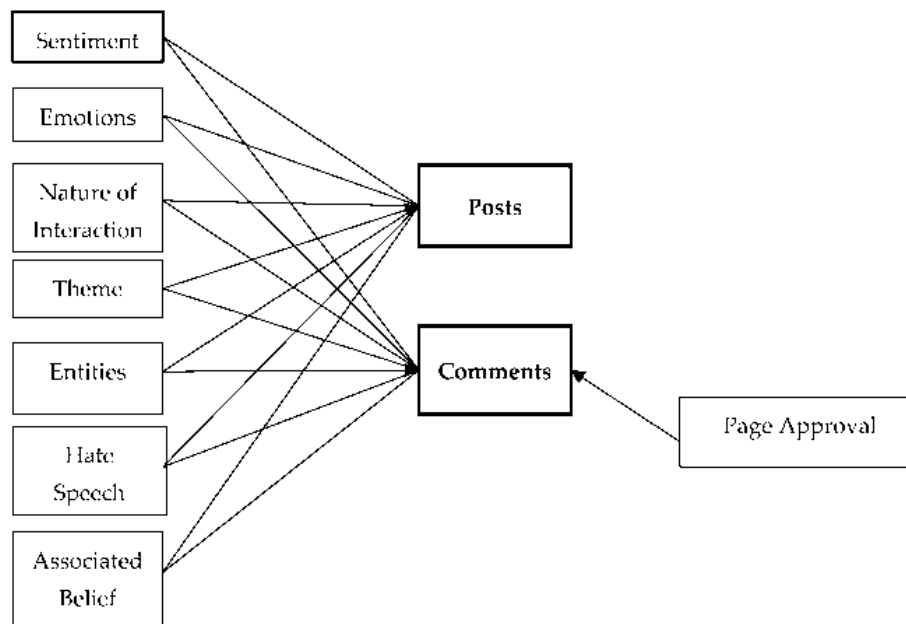 Sentiment
Emotions
Nature of
Interaction
Theme
Entities
Hate
Speech
Associated
Belief
Posts
Comments
Page Approval